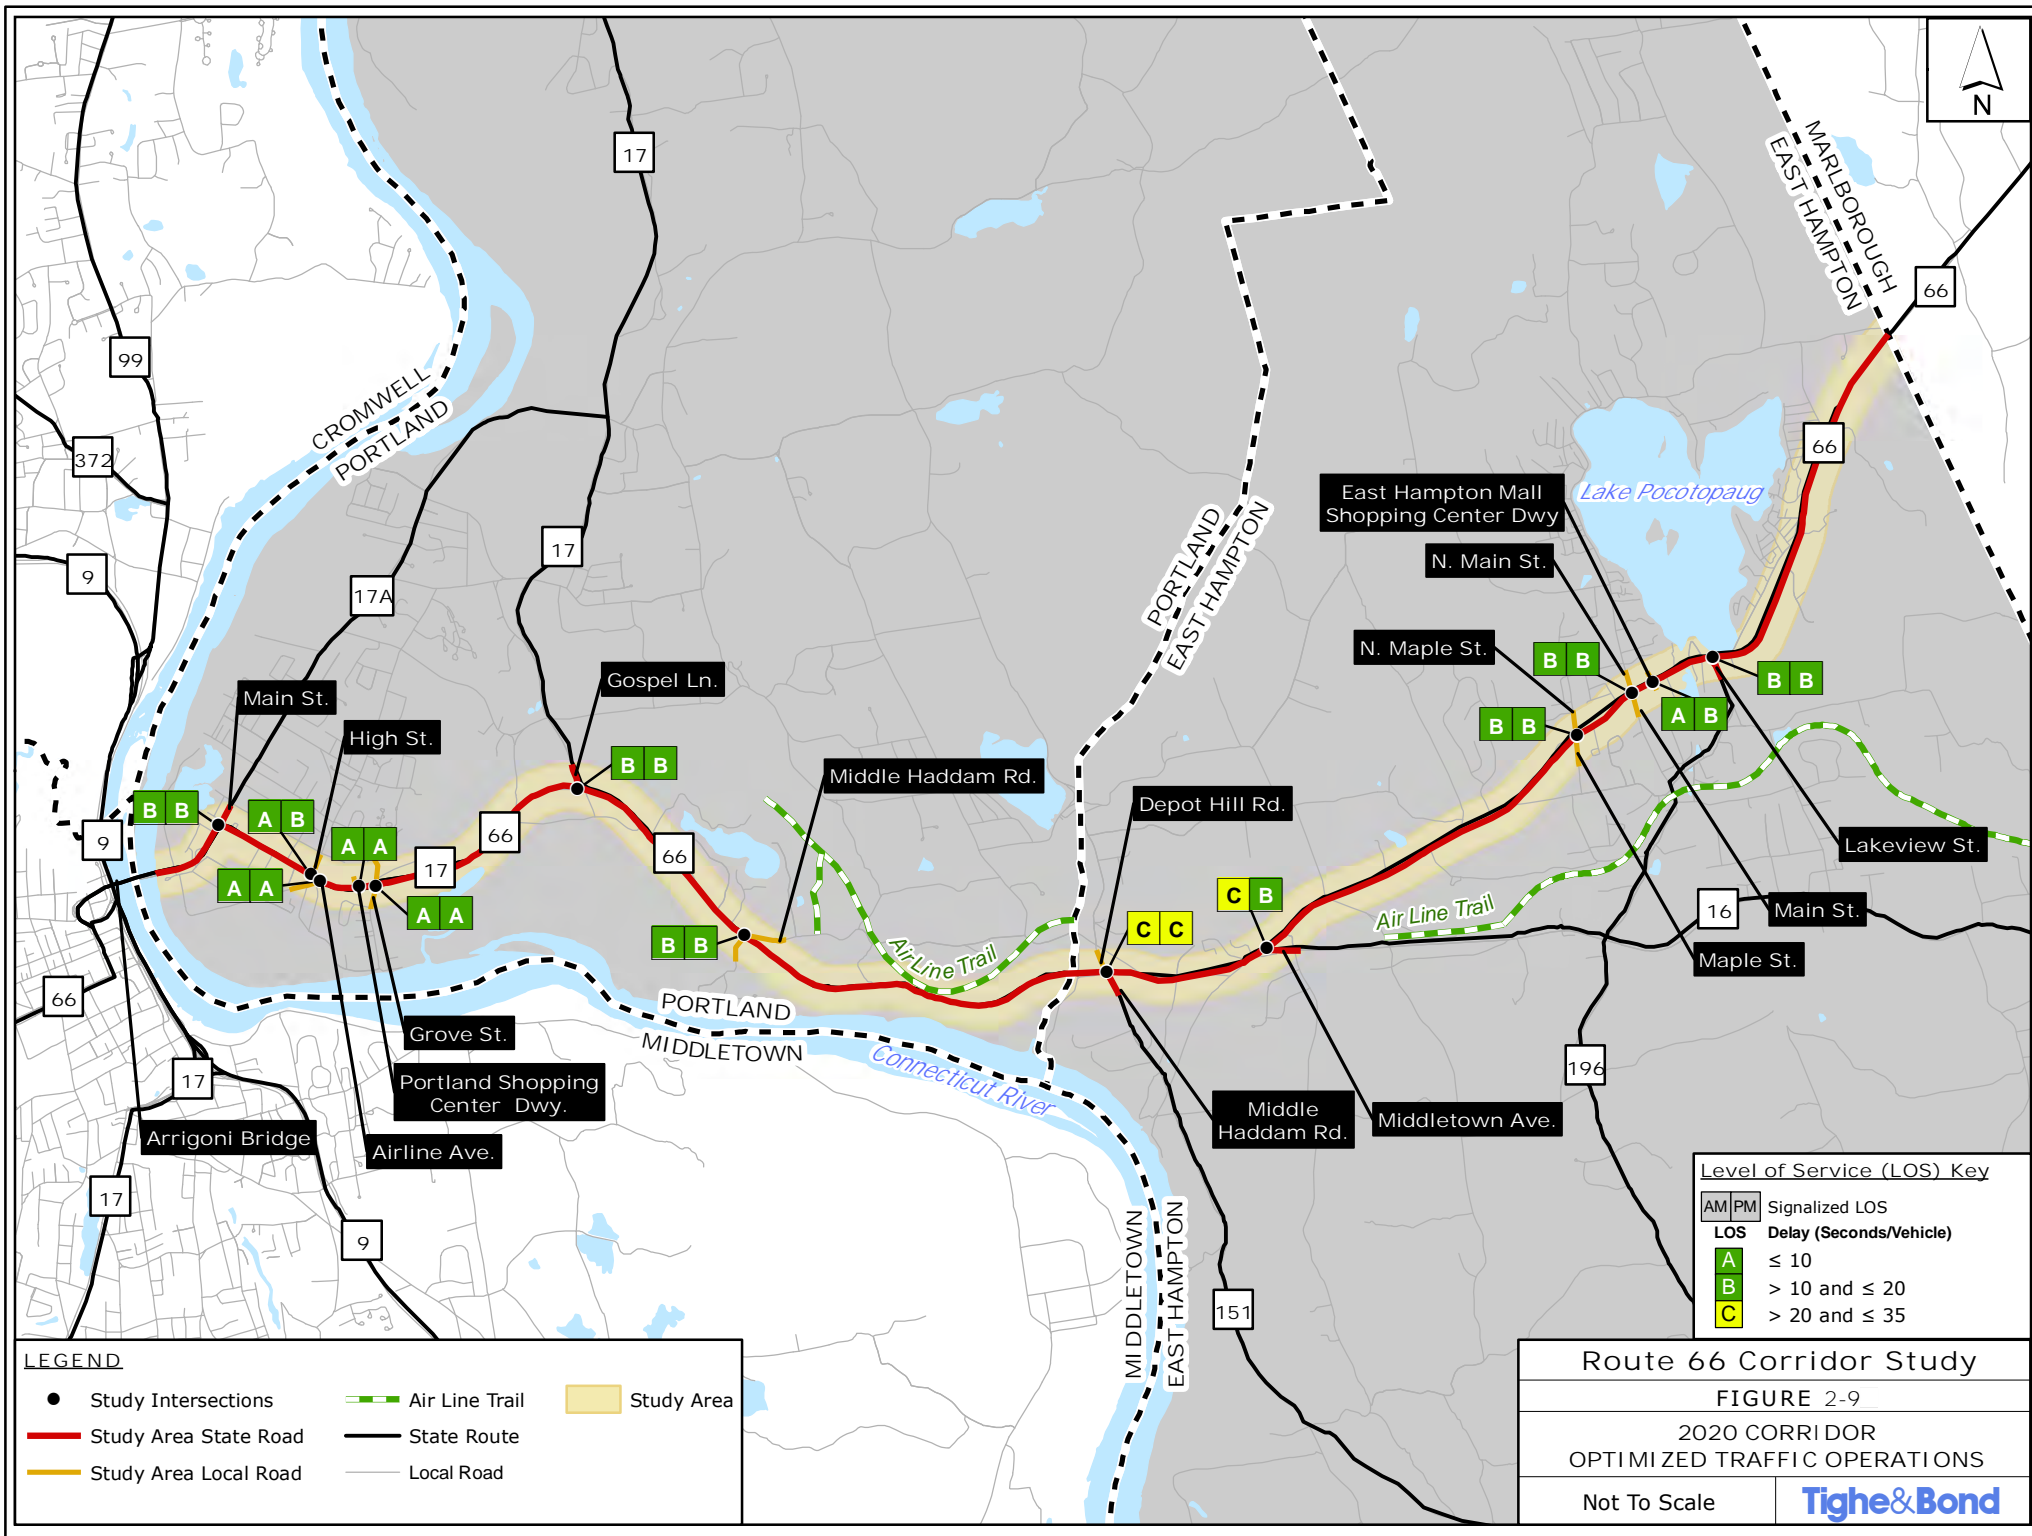 N
MARLBOROUGH
EAST HAMPTON
17
66
99
CROMWELL
PORTLAND
372
66
East Hampton Mall
Shopping Center Dwy
Lake Pocotopaug
PORTLAND
EAST HAMPTON
17
N. Main St.
9
17A
N. Maple St.
B B
Gospel Ln.
B B
Main St.
A B
High St.
B B
B B
Middle Haddam Rd.
Depot Hill Rd.
B B
A B
9
A A
66
66
Lakeview St.
17
A A
C B
A A
Air Line Trail
16
Main St.
C C
B B
Air Line Trail
Maple St.
66
PORTLAND
MIDDLETOWN
Grove St.
Connecticut River
196
17
Portland Shopping
Center Dwy.
Middle
Haddam Rd.
Middletown Ave.
Arrigoni Bridge
Airline Ave.
17
9
MIDDLETOWN
EAST HAMPTON
151
Level of Service (LOS) Key
AM PM Signalized LOS
LOS Delay (Seconds/Vehicle)
A ≤ 10
B > 10 and ≤ 20
C > 20 and ≤ 35
LEGEND
Study Intersections
Air Line Trail
Study Area
Study Area State Road
State Route
Study Area Local Road
Local Road
Route 66 Corridor Study
FIGURE 2-9
2020 CORRIDOR
OPTIMIZED TRAFFIC OPERATIONS
Not To Scale
Tighe&Bond